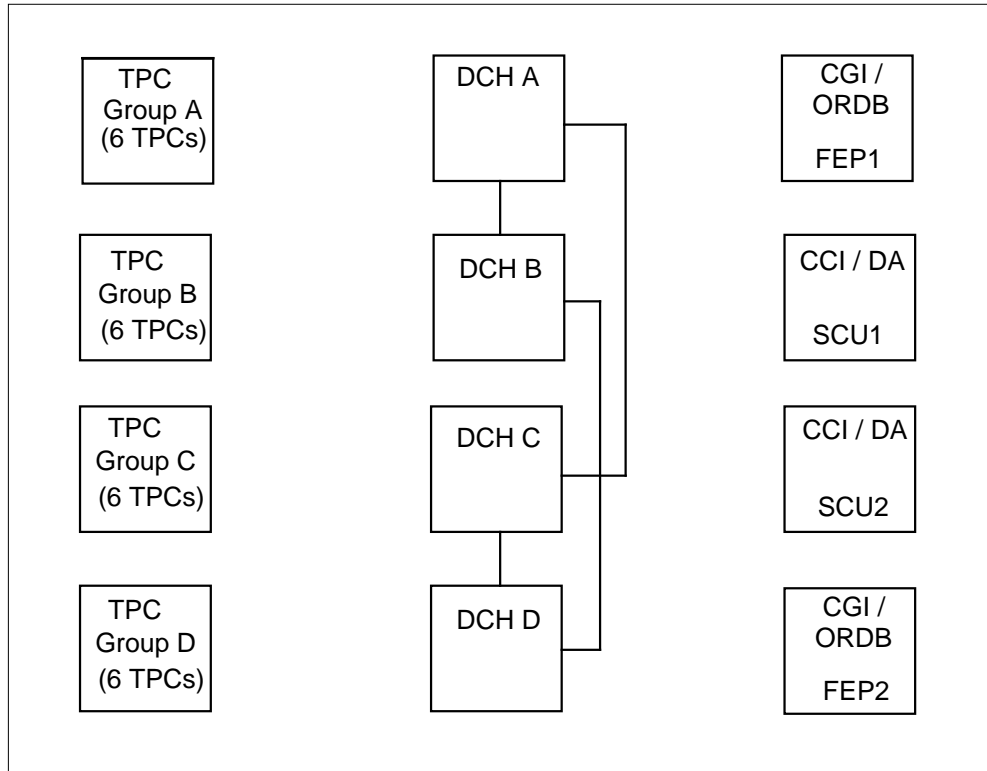 TPC
Group A
(6 TPCs)
DCH A
CGI /
ORDB
FEP1
TPC
Group B
(6 TPCs)
DCH B
CCI / DA
SCU1
TPC
Group C
(6 TPCs)
DCH C
CCI / DA
SCU2
TPC
Group D
(6 TPCs)
DCH D
CGI /
ORDB
FEP2